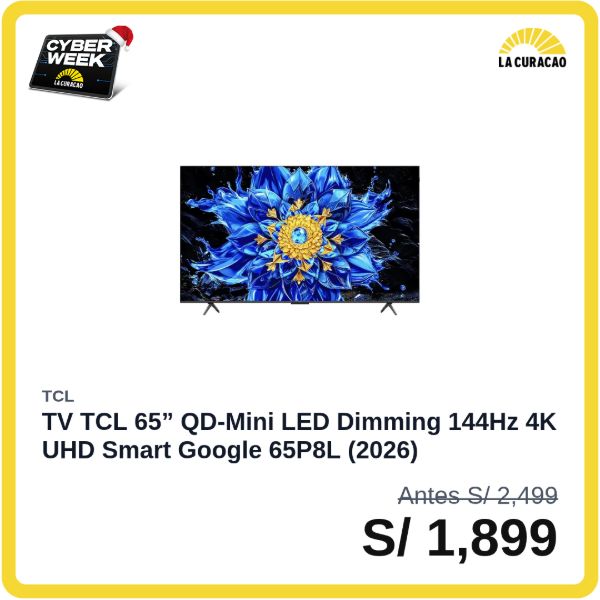 CYBER
WEEK
LA CURACAO
LA CURACAO
TCL
TV TCL 65” QD-Mini LED Dimming 144Hz 4K
UHD Smart Google 65P8L (2026)
Antes S/ 2,499
S/ 1,899